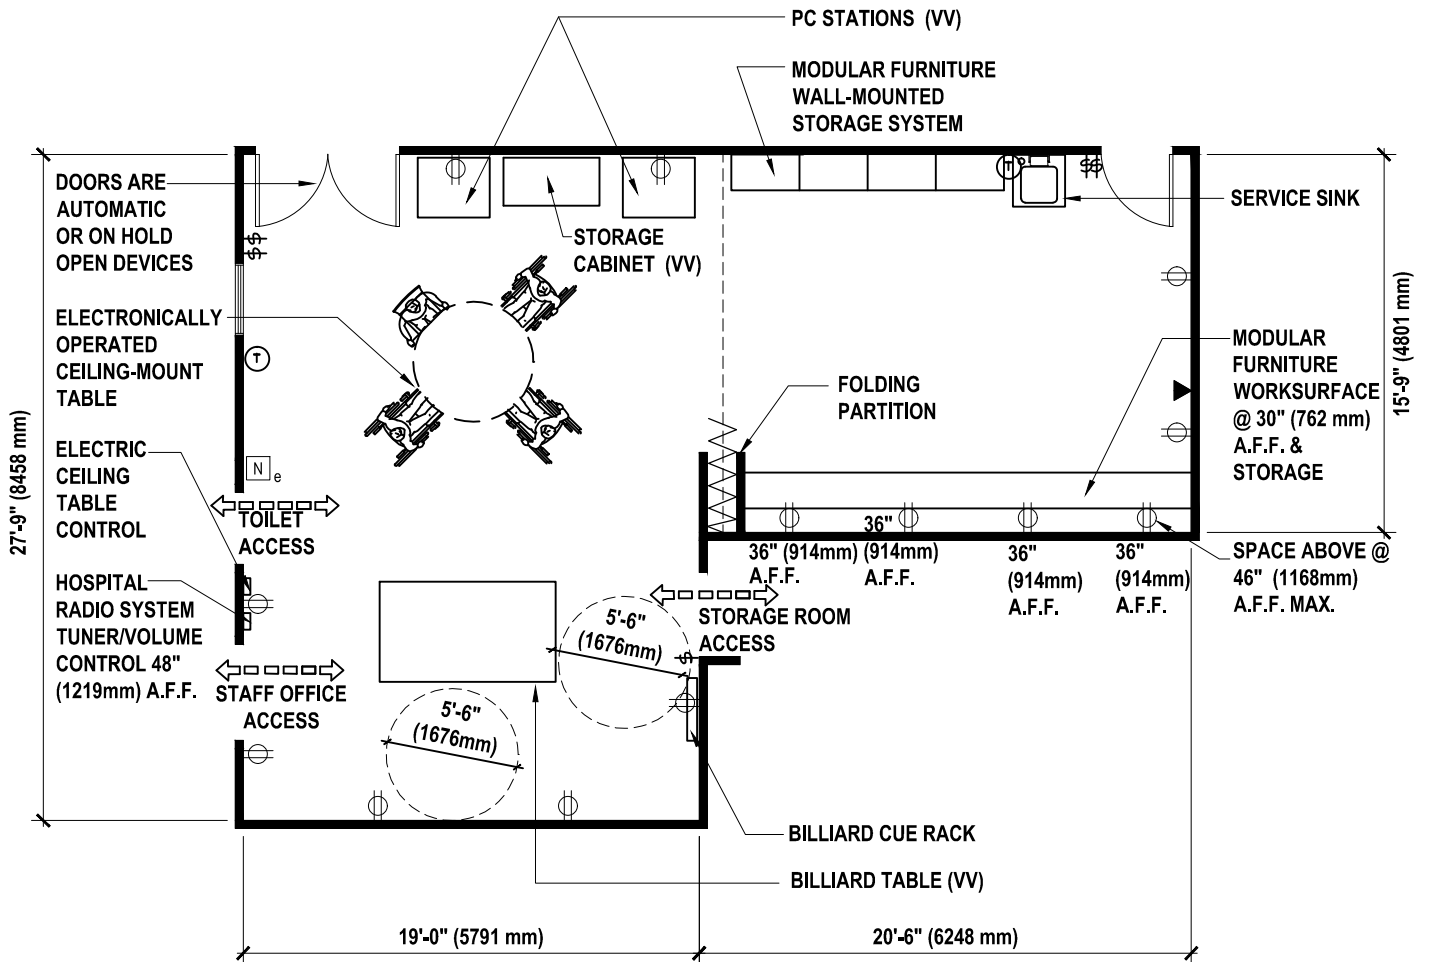 PC STATIONS (VV)
MODULAR FURNITURE
WALL-MOUNTED
STORAGE SYSTEM
DOORS ARE
AUTOMATIC
OR ON HOLD
OPEN DEVICES
STORAGE
CABINET (VV)
T
SERVICE SINK
$$
$$
ELECTRONICALLY
OPERATED
CEILING-MOUNT
TABLE
T
FOLDING
PARTITION
MODULAR
FURNITURE
WORKSURFACE
@ 30" (762 mm)
A.F.F. &
STORAGE
15'-9" (4801 mm)
27'-9" (8458 mm)
ELECTRIC
CEILING
TABLE
CONTROL
N e
TOILET
ACCESS
36" (914mm)
A.F.F.
36"
(914mm)
A.F.F.
36"
(914mm)
A.F.F.
36"
(914mm)
A.F.F.
SPACE ABOVE @
46" (1168mm)
A.F.F. MAX.
HOSPITAL
RADIO SYSTEM
TUNER/VOLUME
CONTROL 48"
(1219mm) A.F.F.
STORAGE ROOM
ACCESS
5'-6"
(1676mm)
$
STAFF OFFICE
ACCESS
5'-6"
(1676mm)
BILLIARD CUE RACK
BILLIARD TABLE (VV)
19'-0" (5791 mm)
20'-6" (6248 mm)